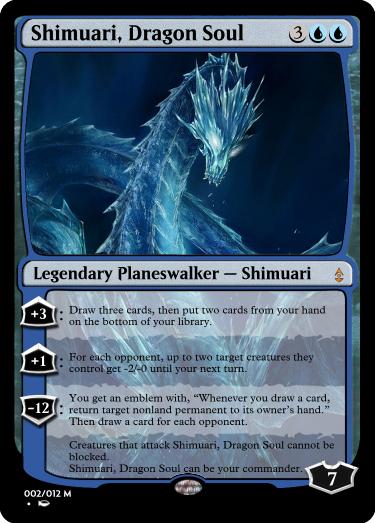 Shimuari, Dragon Soul 3
Legendary Planeswalker — Shimuari
+3 : Draw three cards, then put two cards from your hand
on the bottom of your library.
+1 : For each opponent, up to two target creatures they
control get -2/-0 until your next turn.
-12 : You get an emblem with, “Whenever you draw a card,
return target nonland permanent to its owner's hand.”
Then draw a card for each opponent.
Creatures that attack Shimuari, Dragon Soul cannot be
blocked.
Shimuari, Dragon Soul can be your commander.
7
002/012 M